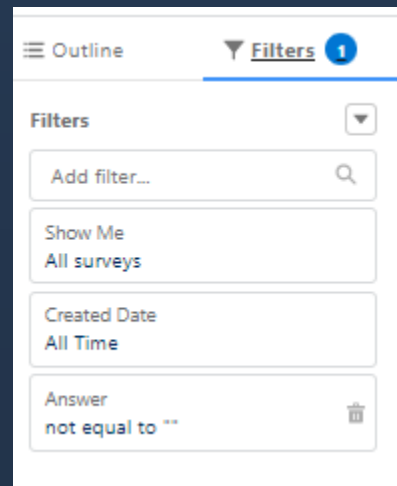 Outline Filters 1
Filters
Add filter...
Show Me
All surveys
Created Date
All Time
Answer
not equal to ""